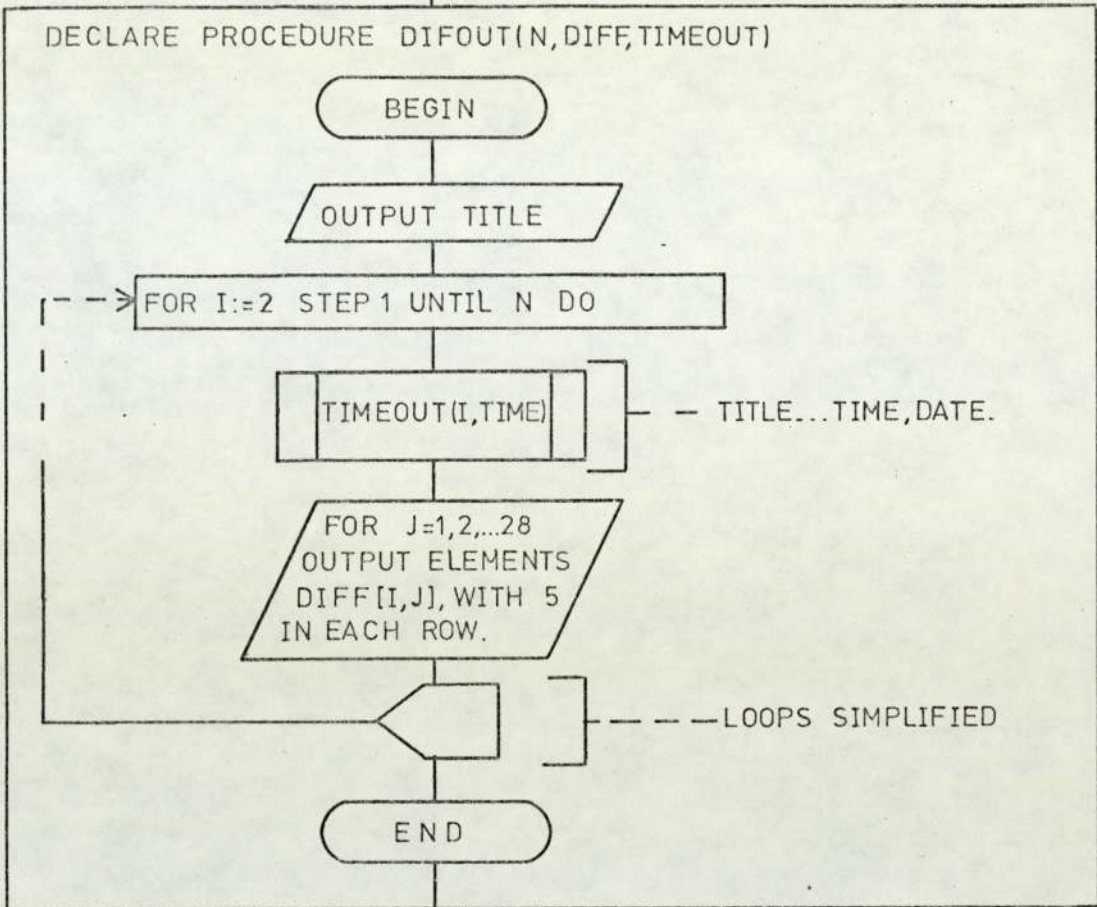 DECLARE PROCEDURE DIFOUT(N,DIFF,TIMEOUT)
BEGIN
OUTPUT TITLE
FOR I:=2 STEP 1 UNTIL N DO
TIMEOUT(I,TIME)
TITLE...TIME,DATE.
FOR J=1,2,...28
OUTPUT ELEMENTS
DIFF[I,J], WITH 5
IN EACH ROW.
LOOPS SIMPLIFIED
END